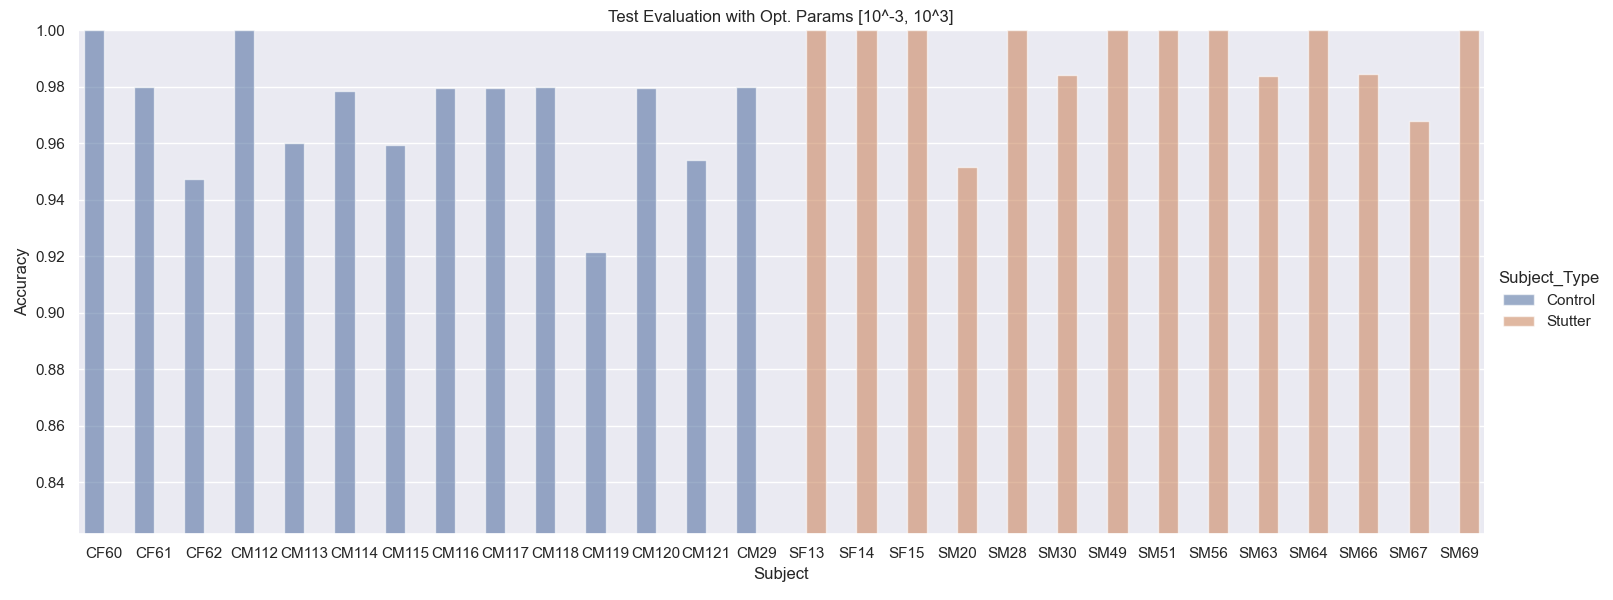 Test Evaluation with Opt. Params [10^-3, 10^3]
1.00
0.98
0.96
0.94
0.92
0.90
0.88
0.86
0.84
Accuracy
CF60 CF61 CF62 CM112 CM113 CM114 CM115 CM116 CM117 CM118 CM119 CM120 CM121 CM29 SF13 SF14 SF15 SM20 SM28 SM30 SM49 SM51 SM56 SM63 SM64 SM66 SM67 SM69
Subject
Subject_Type
Control
Stutter